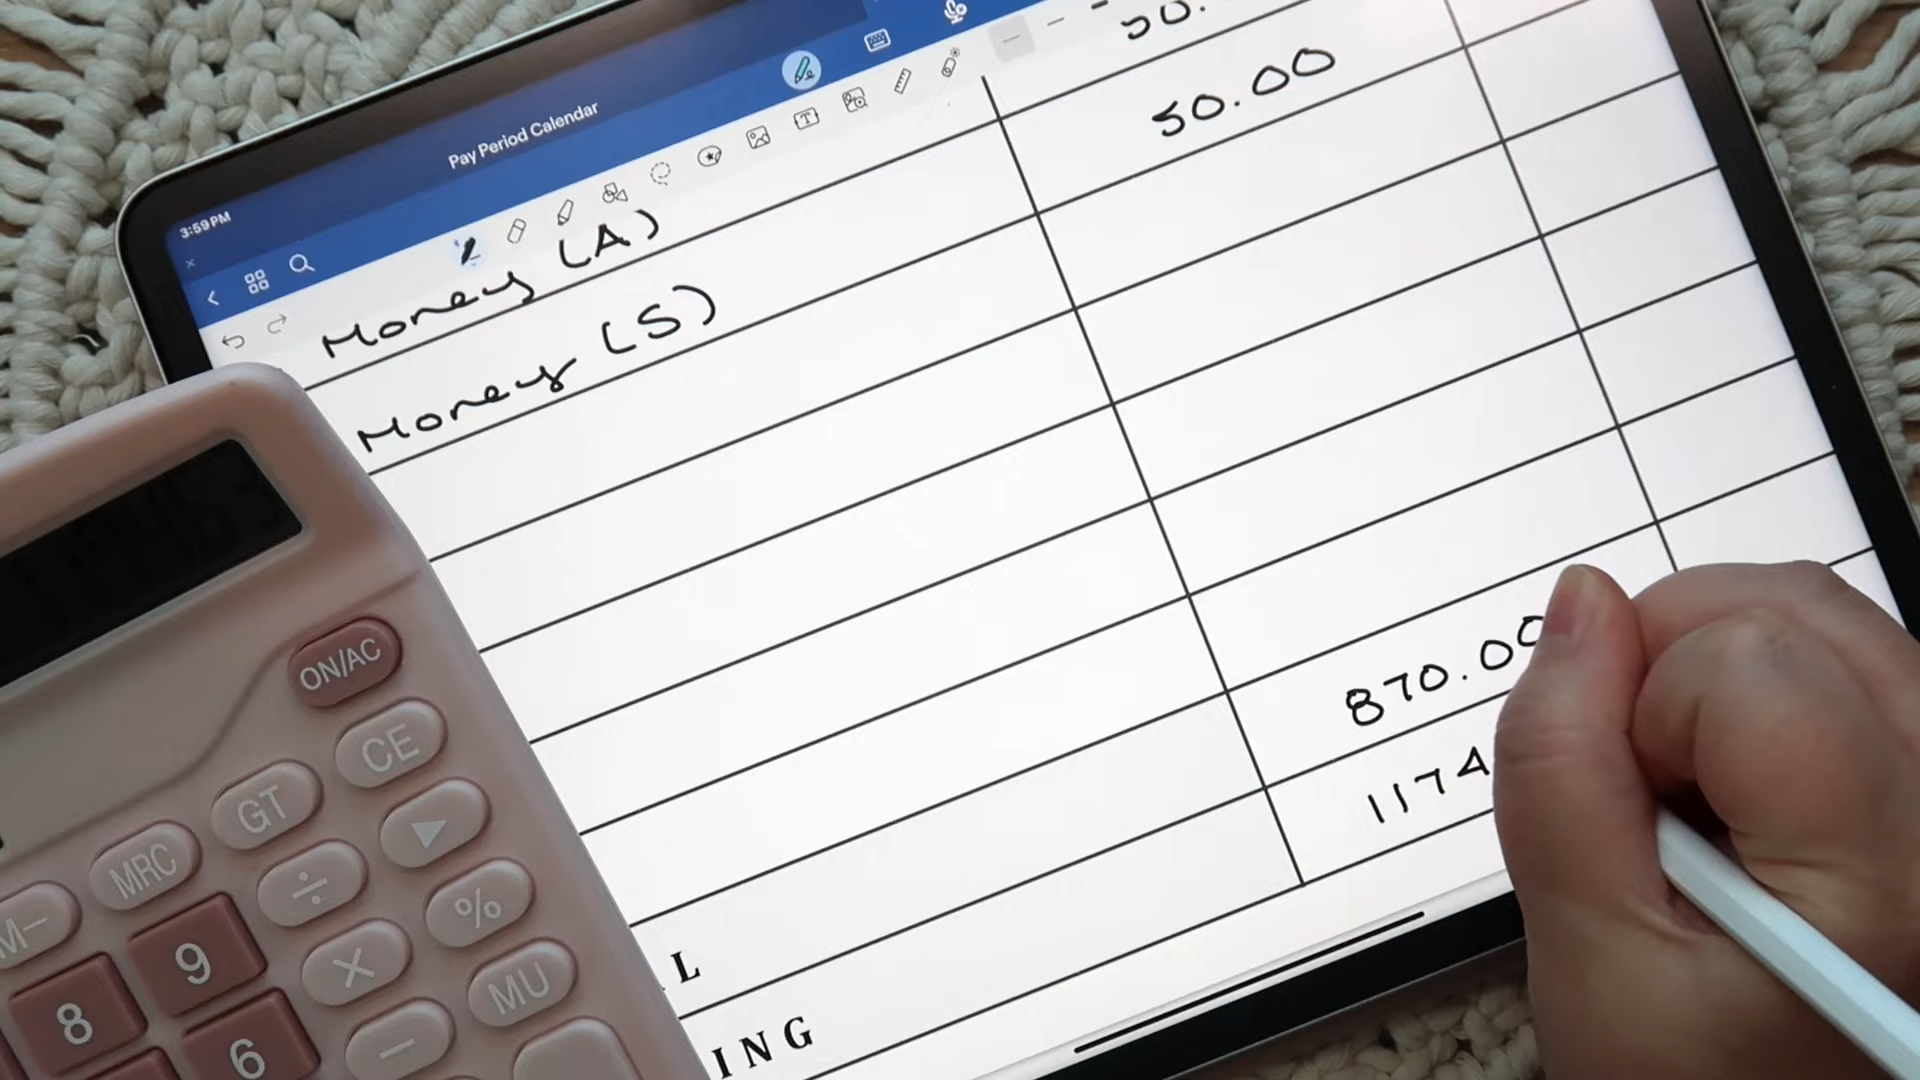 3:59 PM
Pay Period Calendar
Money (A)
50.00
Money (S)
870.00
L
1174
ING
ON/AC
CE
GT
MRC
÷
%
M-
9
×
MU
8
6
−